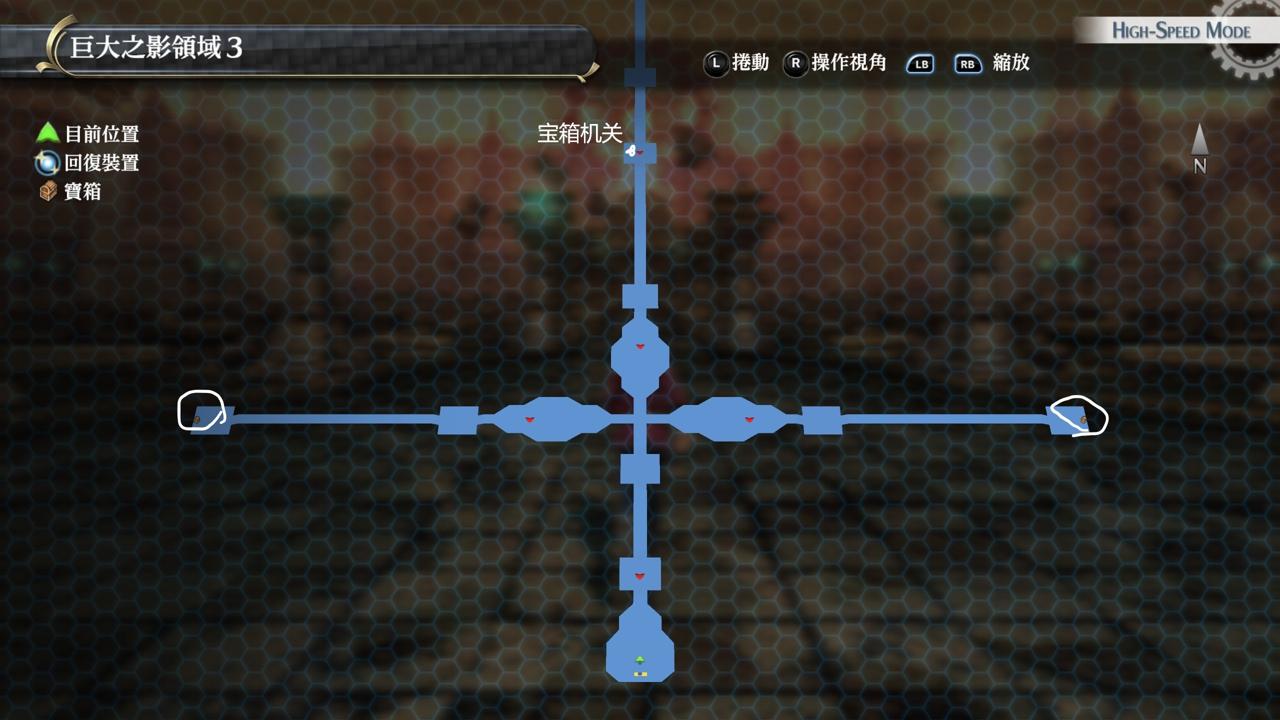 巨大之影領域3
HIGH-SPEED MODE
L 捲動 R 操作視角 LB RB 縮放
目前位置
回復裝置
寶箱
宝箱机关
N